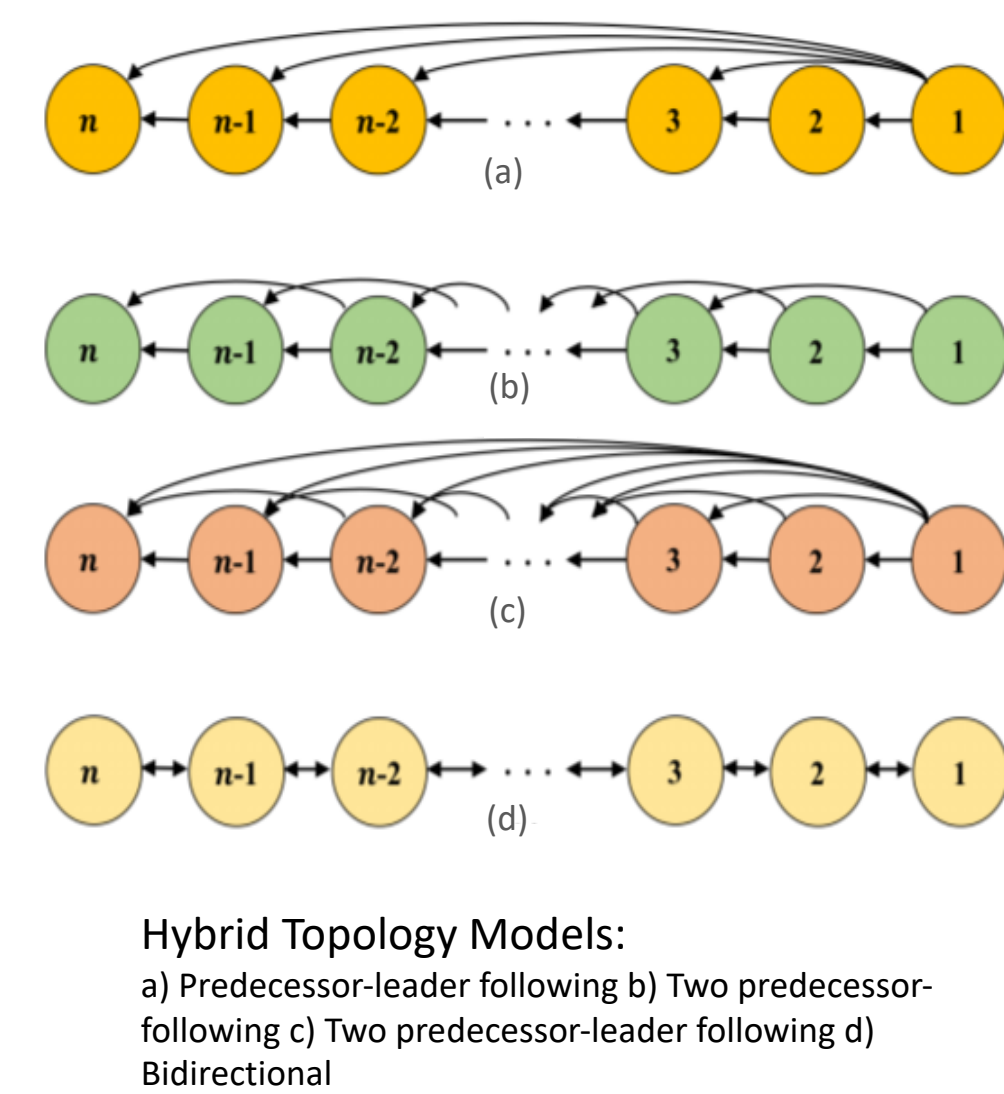 n n-1 n-2 ... 3 2 1
(a)
n n-1 n-2 ... 3 2 1
(b)
n n-1 n-2 ... 3 2 1
(c)
n n-1 n-2 ... 3 2 1
(d)
Hybrid Topology Models:
a) Predecessor-leader following b) Two predecessor-
following c) Two predecessor-leader following d)
Bidirectional